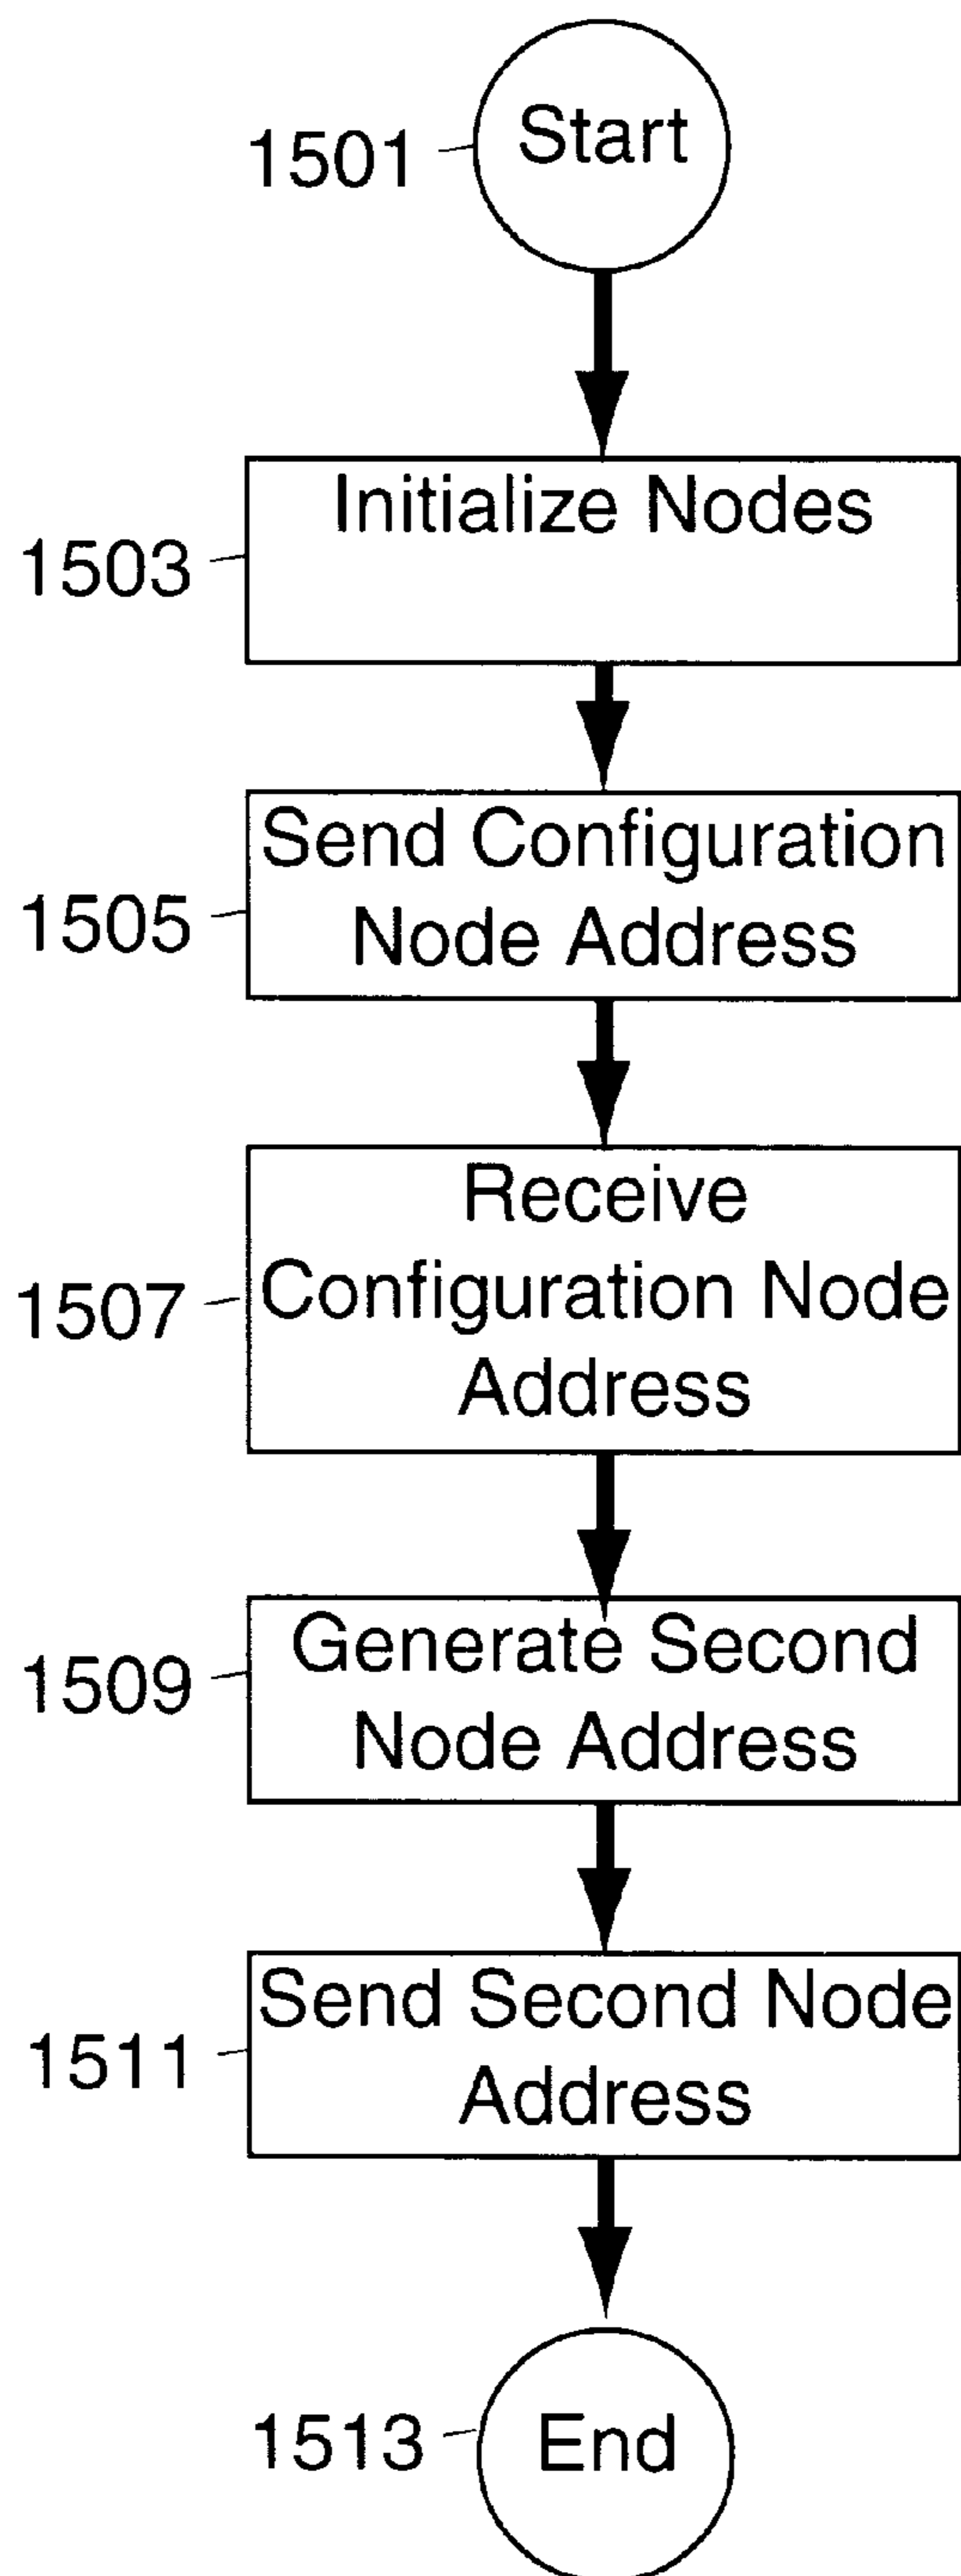 1501
Start
1503
Initialize Nodes
1505
Send Configuration
Node Address
1507
Receive
Configuration Node
Address
1509
Generate Second
Node Address
1511
Send Second Node
Address
1513
End